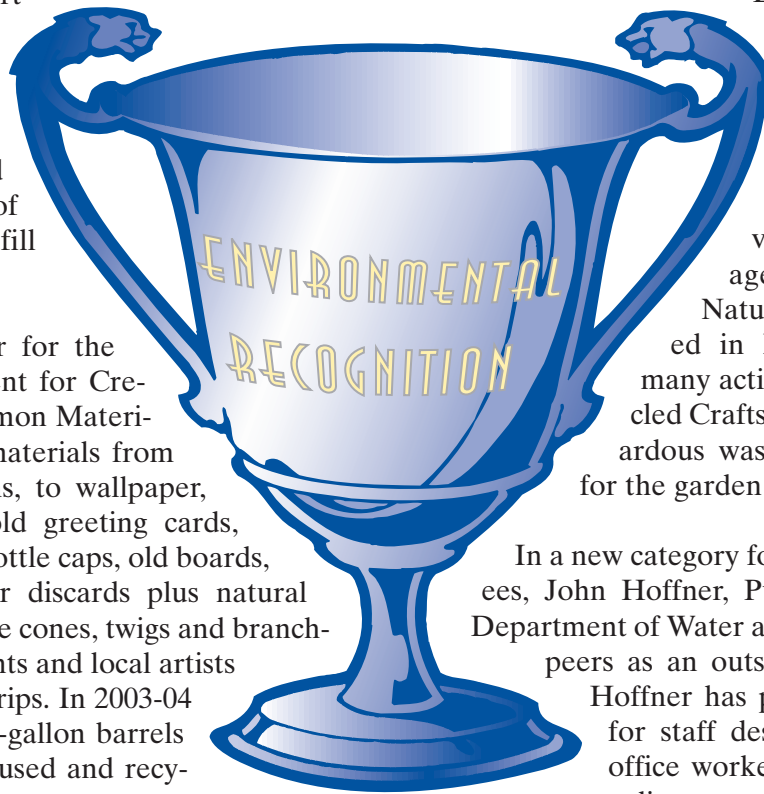 of
fill
r for the
ent for Cre-
mon Materi-
materials from
s, to wallpaper,
old greeting cards,
ottle caps, old boards,
r discards plus natural
e cones, twigs and branch-
nts and local artists
rips. In 2003-04
-gallon barrels
used and recy-
ENVIRONMENTAL
RECOGNITION
v
age
Natu
ed in
many acti
cled Crafts
ardous was
for the garden
In a new category fo
ees, John Hoffner, P
Department of Water a
peers as an outs
Hoffner has p
for staff des
office worke